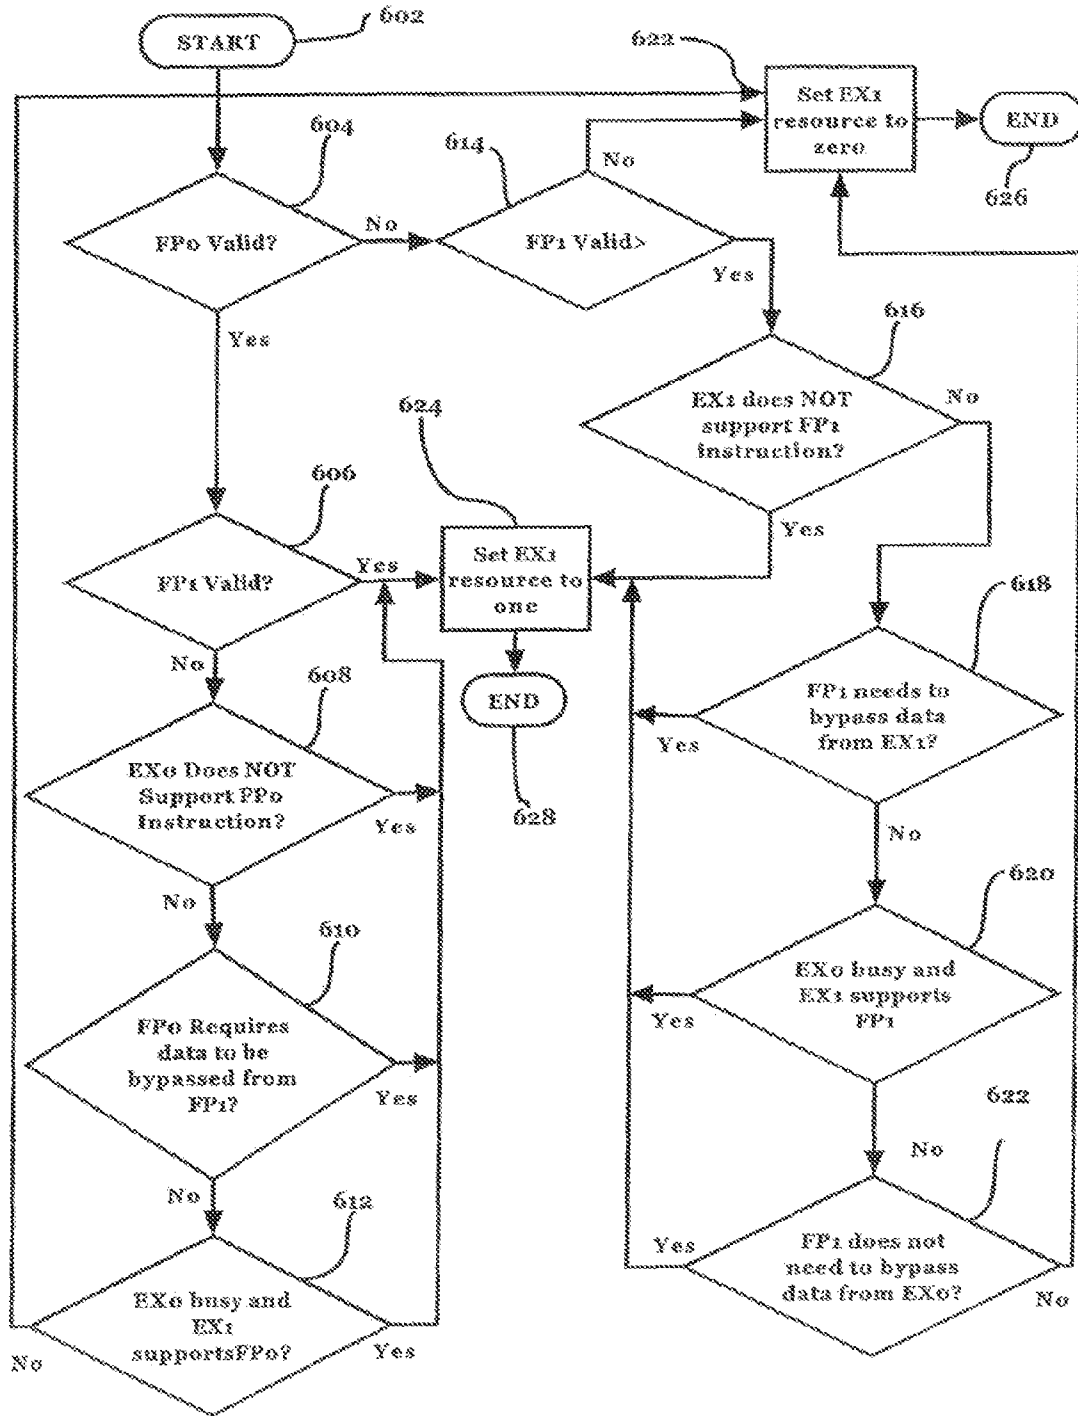 602
START
622
Set EX1
resource to
zero
END
626
604
614
No
FP0 Valid?
No
FP1 Valid>
Yes
Yes
616
EX1 does NOT
support FP1
Instruction?
No
Yes
624
606
FP1 Valid?
Yes
Set EX1
resource to
one
END
628
No
608
618
FP1 needs to
bypass data
from EX1?
Yes
No
EX0 Does NOT
Support FP0
Instruction?
Yes
No
610
620
EX0 busy and
EX1 supports
FP1
Yes
No
FP0 Requires
data to be
bypassed from
FP1?
Yes
No
612
622
FP1 does not
need to bypass
data from EX0?
Yes
No
EX0 busy and
EX1
supportsFP0?
No
Yes